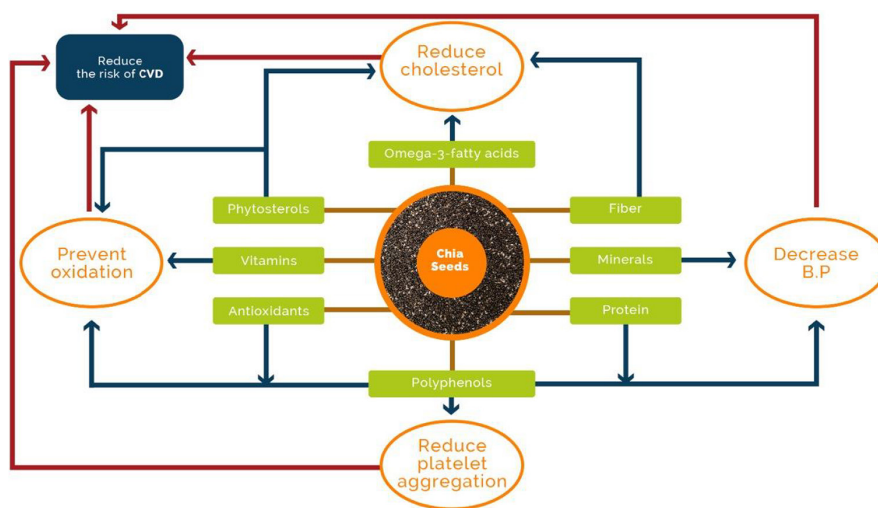 Reduce
the risk of CVD
Reduce
cholesterol
Omega-3-fatty acids
Phytosterols
Fiber
Prevent
oxidation
Vitamins
Chia
Seeds
Minerals
Decrease
B.P
Antioxidants
Protein
Polyphenols
Reduce
platelet
aggregation